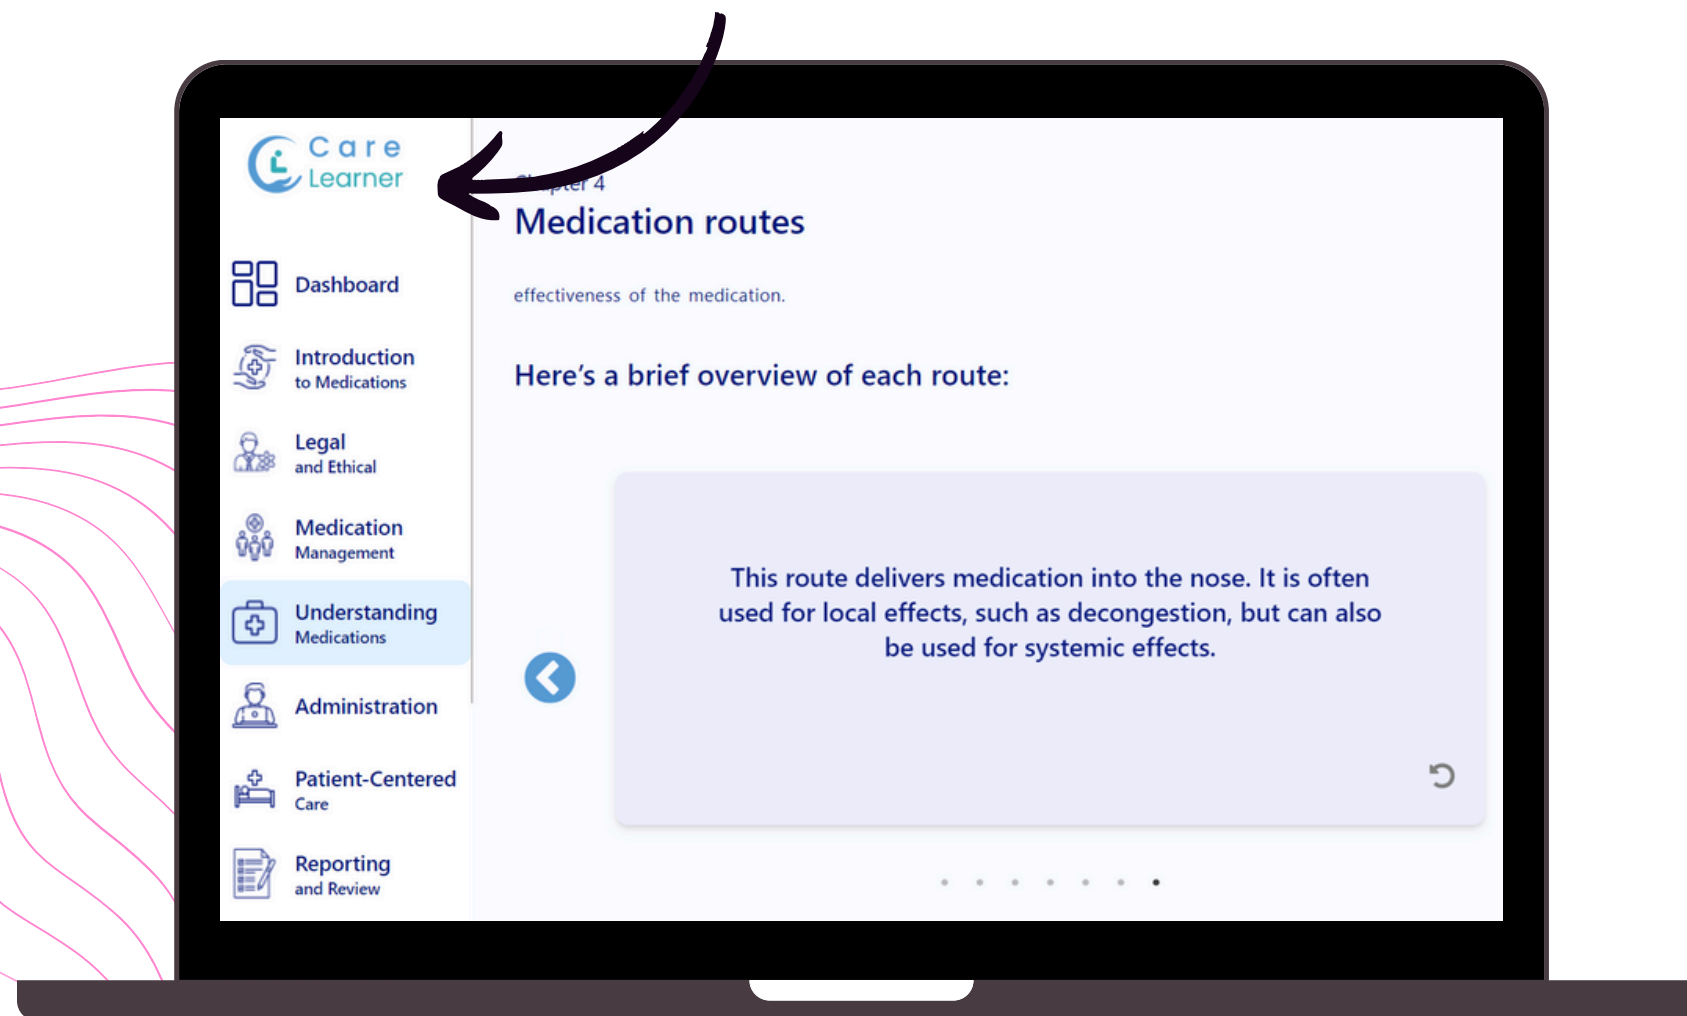 Care
Learner
Dashboard
Introduction
to Medications
Legal
and Ethical
Medication
Management
Understanding
Medications
Administration
Patient-Centered
Care
Reporting
and Review
Chapter 4
Medication routes
effectiveness of the medication.
Here’s a brief overview of each route:
This route delivers medication into the nose. It is often
used for local effects, such as decongestion, but can also
be used for systemic effects.